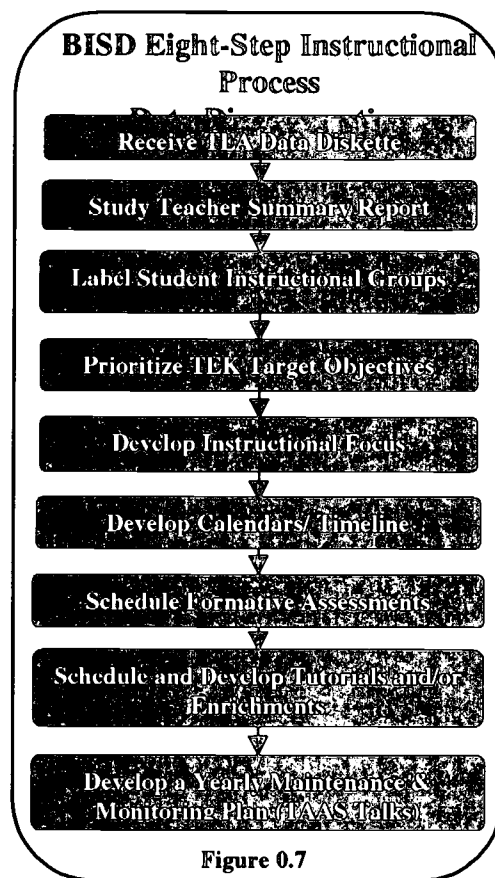 BISD Eight-Step Instructional
Process
Receive TEA Data Diskette
Study Teacher Summary Report
Label Student Instructional Groups
Prioritize TEK Target Objectives
Develop Instructional Focus
Develop Calendars/ Timeline
Schedule Formative Assessments
Schedule and Develop Tutorials and/or
Enrichments
Develop a Yearly Maintenance &
Monitoring Plan (TAAS Talks)
Figure 0.7